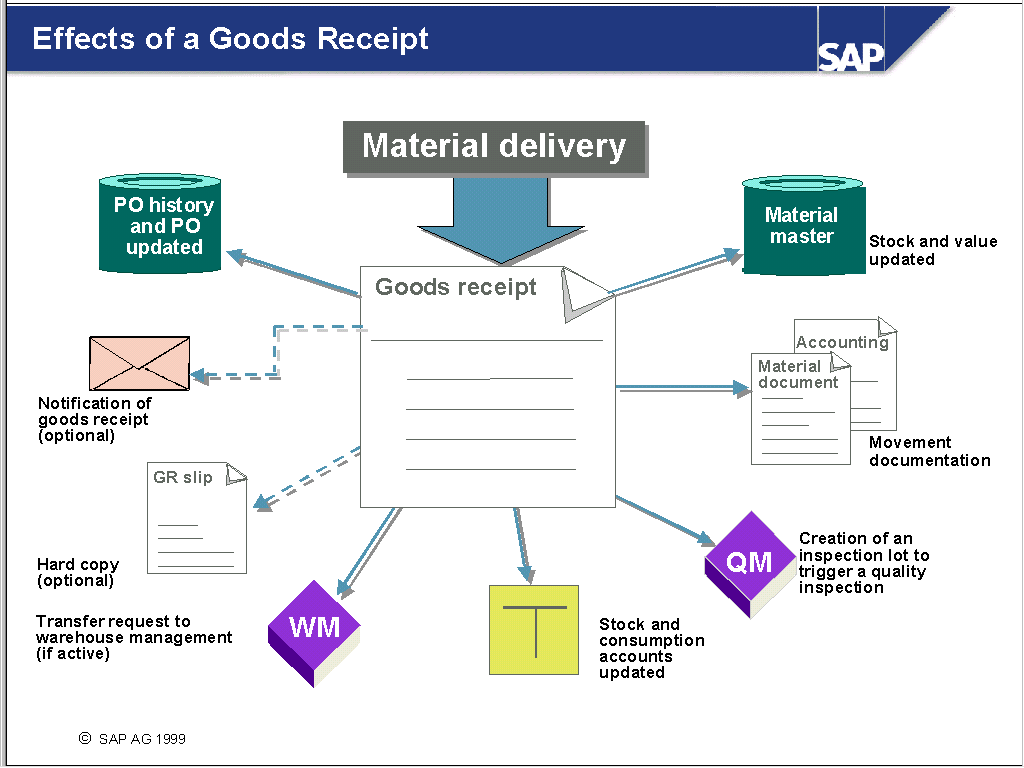 Effects of a Goods Receipt
SAP
Material delivery
PO history
and PO
updated
Material
master
Stock and value
updated
Goods receipt
Accounting
Material
document
Movement
documentation
Notification of
goods receipt
(optional)
GR slip
Hard copy
(optional)
QM
Creation of an
inspection lot to
trigger a quality
inspection
Transfer request to
warehouse management
(if active)
WM
T
Stock and
consumption
accounts
updated
© SAP AG 1999